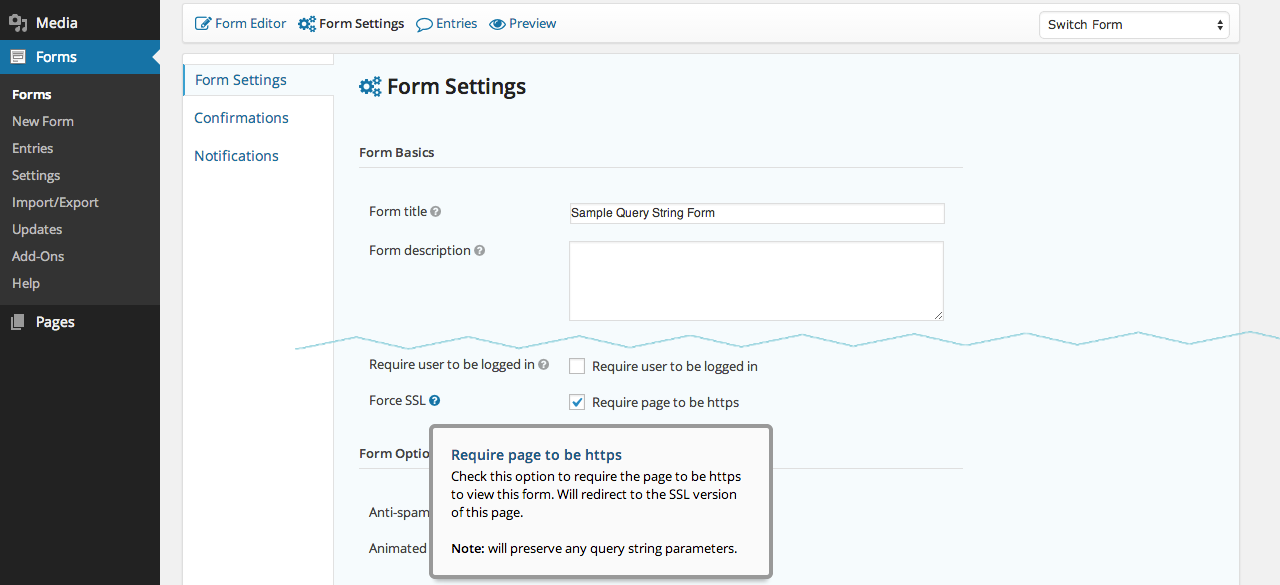 Media
Forms
Forms
New Form
Entries
Settings
Import/Export
Updates
Add-Ons
Help
Pages
Form Editor Form Settings Entries Preview Switch Form
Form Settings
Confirmations
Notifications
Form Settings
Form Basics
Form title ? Sample Query String Form
Form description ?
Require user to be logged in ? Require user to be logged in
Force SSL ? Require page to be https
Form Optio
Anti-spam
Animated
Require page to be https
Check this option to require the page to be https
to view this form. Will redirect to the SSL version
of this page.
Note: will preserve any query string parameters.